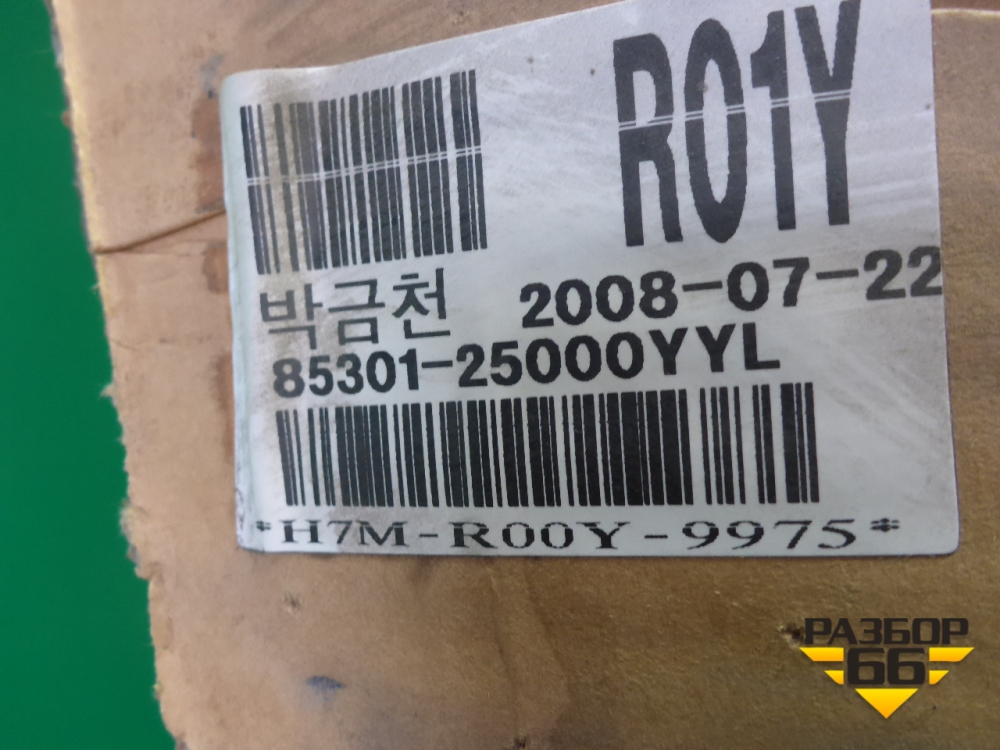 R01Y
박금천 2008-07-22
85301-25000YYL
*H7M-R00Y-9975*
РАЗБОР
66